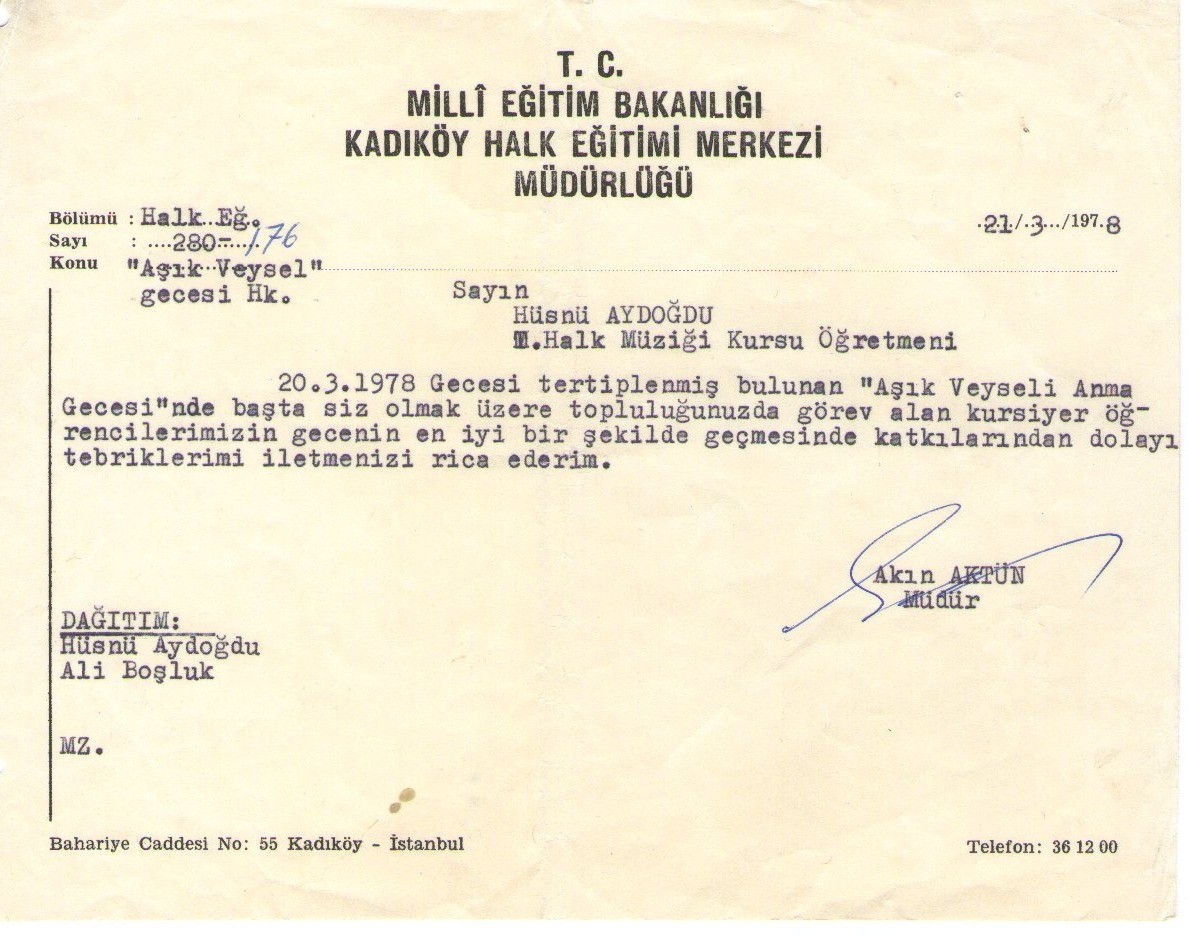 T. C.
MİLLÎ EĞİTİM BAKANLIĞI
KADIKÖY HALK EĞİTİMİ MERKEZİ
MÜDÜRLÜĞÜ
Bölümü : Halk Eğ.
21/.3.../1978
Sayı : ....280-..../76
Konu "Aşık Veysel"
gecesi Hk.
Sayın
Hüsnü AYDOĞDU
T.Halk Müziği Kursu Öğretmeni
20.3.1978 Gecesi tertiplenmiş bulunan "Aşık Veyseli Anma
Gecesi"nde başta siz olmak üzere topluluğunuzda görev alan kursiyer öğ-
rencilerimizin gecenin en iyi bir şekilde geçmesinde katkılarından dolayı
tebriklerimi iletmenizi rica ederim.
Akın AKTÜN
Müdür
DAĞITIM:
Hüsnü Aydoğdu
Ali Boşluk
MZ.
Bahariye Caddesi No: 55 Kadıköy - İstanbul
Telefon: 36 12 00